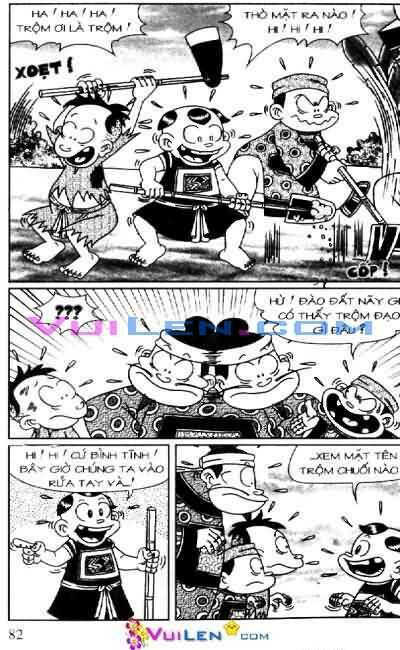 HA! HA! HA!
TRỘM ƠI LÀ TRỘM!
THÒ MẶT RA NÀO!
HI! HI! HI!
XOẸT!
CỐP!
???
HỪ! ĐÀO ĐẤT NÃY GI
CÓ THẤY TRỘM ĐẠO
GÌ ĐÂU?
VUILEN.COM
HI! HI! CỨ BÌNH TĨNH!
BÂY GIỜ CHÚNG TA VÀO
RỬA TAY VÀ...!
...XEM MẶT TÊN
TRỘM CHUỐI NÀO
82
VUILEN.COM